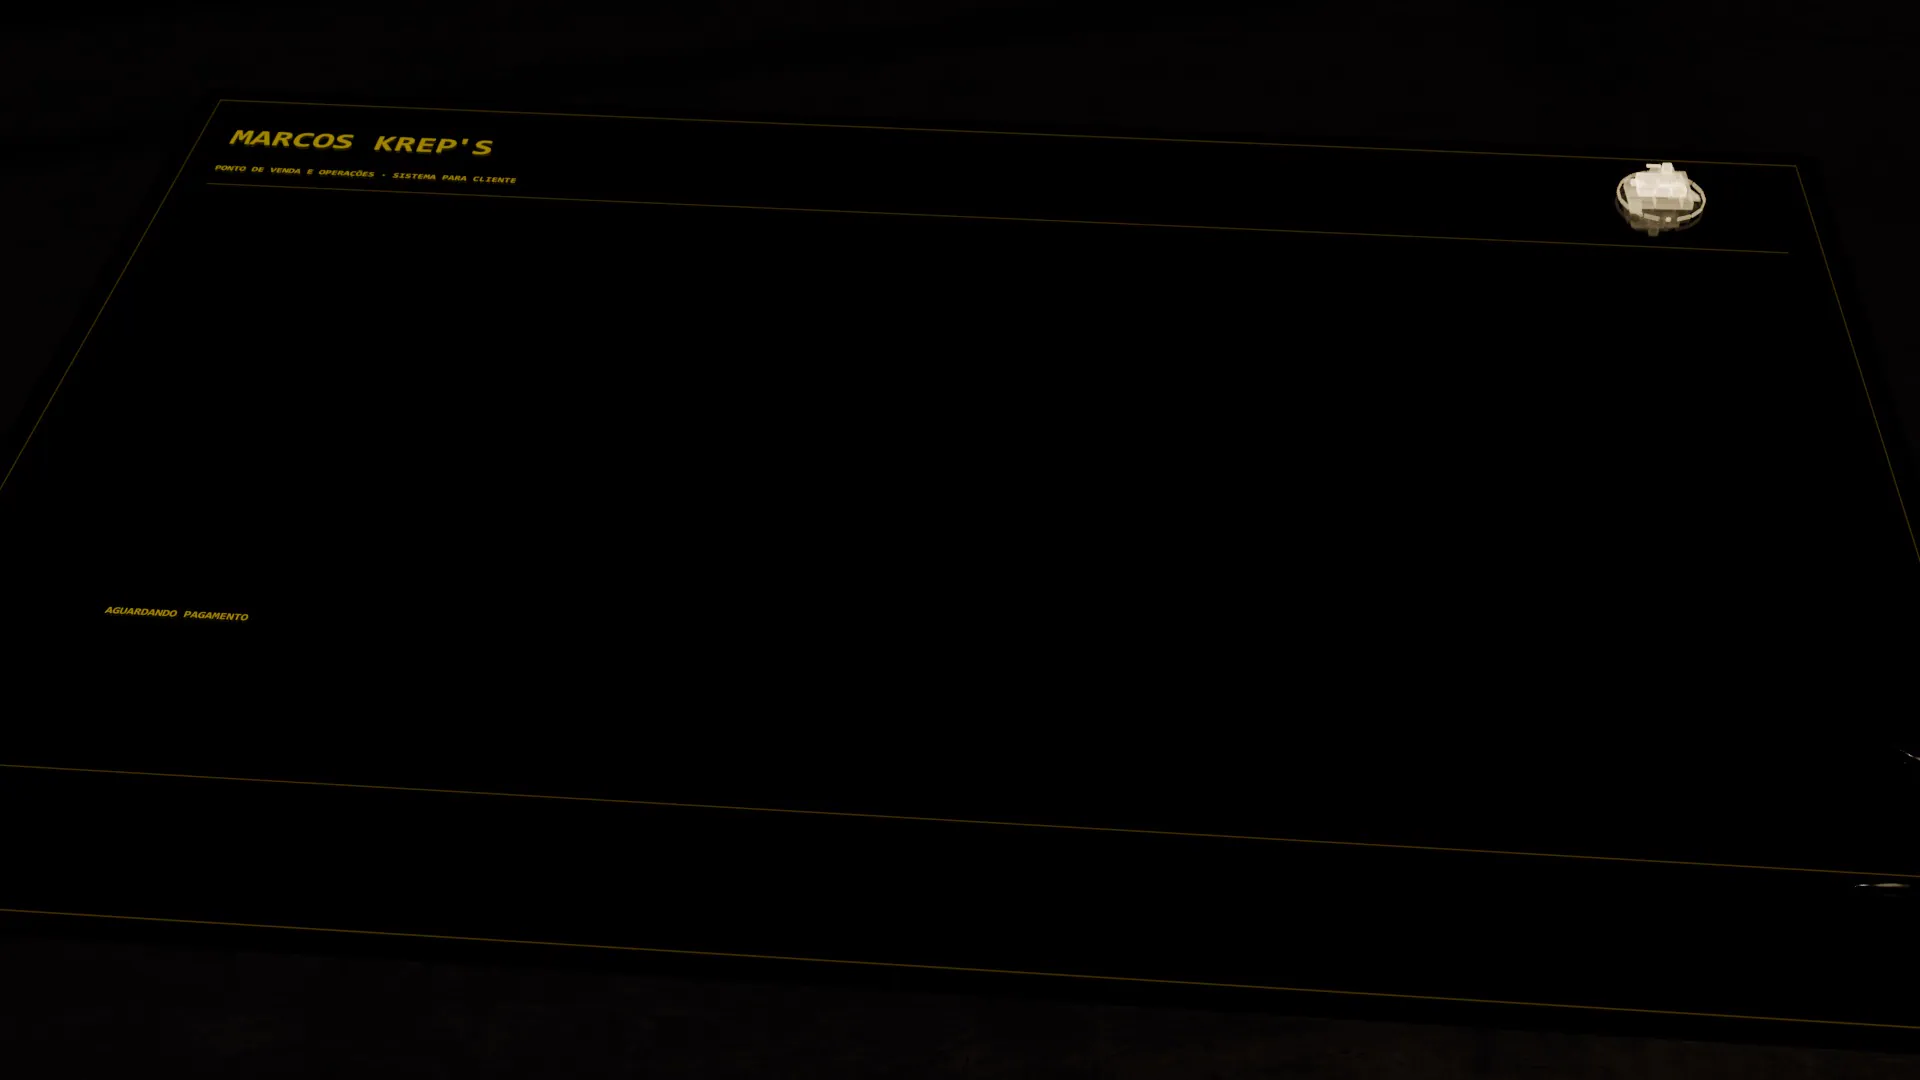 MARCOS KREP'S
PONTO DE VENDA E OPERAÇÕES - SISTEMA PARA CLIENTE
AGUARDANDO PAGAMENTO